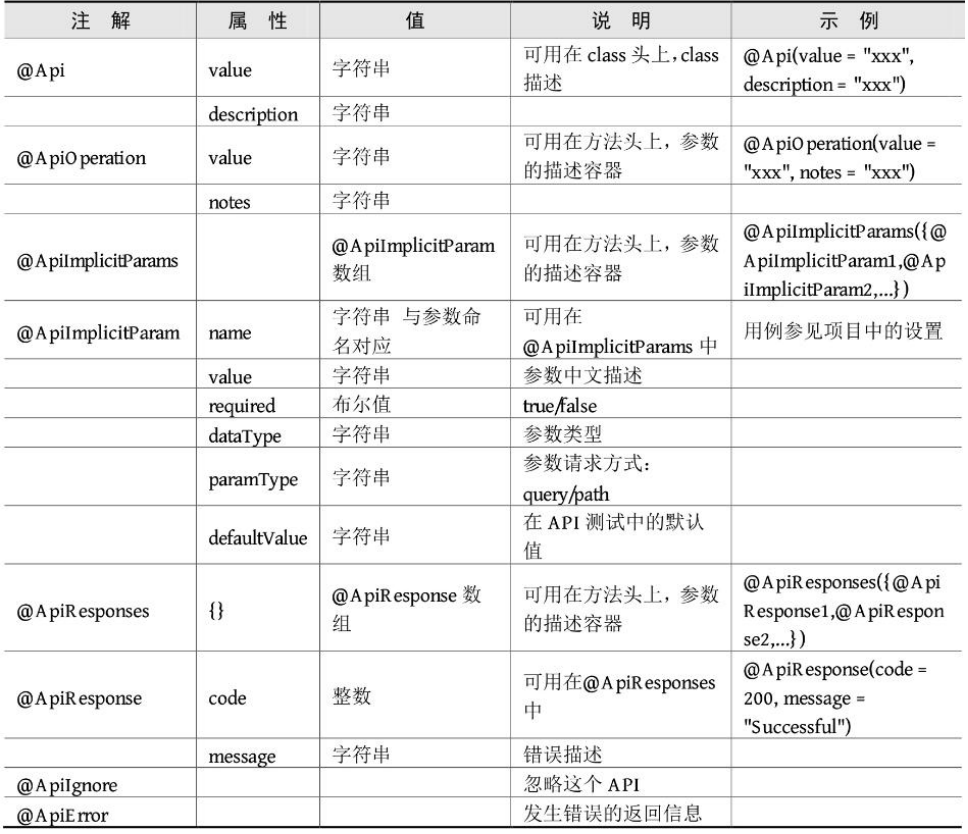 注 解 属 性 值 说 明 示 例
@Api value 字符串 可用在 class 头上，class @Api(value = "xxx",
描述 description = "xxx")
description 字符串
@ApiOperation value 字符串 可用在方法头上，参数 @ApiOperation(value =
的描述容器 "xxx", notes = "xxx")
notes 字符串
@ApiImplicitParams @ApiImplicitParam 可用在方法头上，参数 @ApiImplicitParams({@
数组 的描述容器 ApiImplicitParam1,@Ap
iImplicitParam2,...})
@ApiImplicitParam name 字符串 与参数命 可用在 用例参见项目中的设置
名对应 @ApiImplicitParams 中
value 字符串 参数中文描述
required 布尔值 true/false
dataType 字符串 参数类型
paramType 字符串 参数请求方式：
query/path
defaultValue 字符串 在 API 测试中的默认
值
@ApiResponses {} @ApiResponse 数 可用在方法头上，参数 @ApiResponses({@Api
组 的描述容器 Response1,@ApiRespon
se2,...})
@ApiResponse code 整数 可用在@ApiResponses @ApiResponse(code =
中 200, message =
"Successful")
message 字符串 错误描述
@ApiIgnore 忽略这个 API
@ApiError 发生错误的返回信息